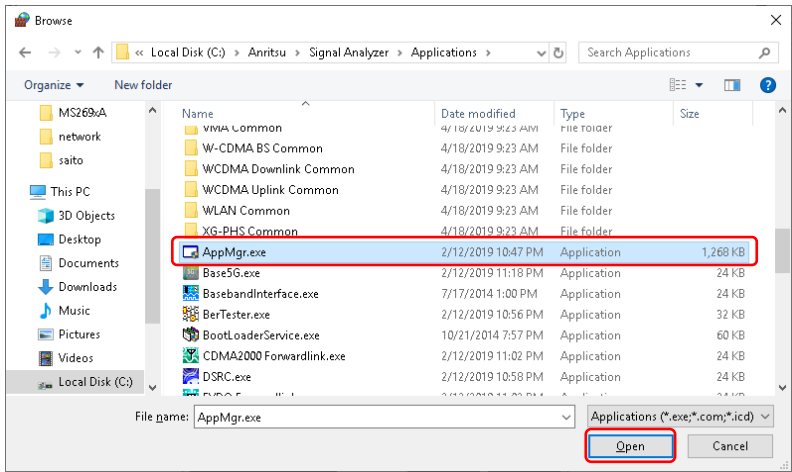 Browse
« Local Disk (C:) > Anritsu > Signal Analyzer > Applications >
Search Applications
Organize
New folder
MS269xA
network
saito
This PC
3D Objects
Desktop
Documents
Downloads
Music
Pictures
Videos
Local Disk (C:)
Name Date modified Type Size
VMA Common 4/18/2019 9:23 AM File folder
W-CDMA BS Common 4/18/2019 9:23 AM File folder
WCDMA Downlink Common 4/18/2019 9:23 AM File folder
WCDMA Uplink Common 4/18/2019 9:23 AM File folder
WLAN Common 4/18/2019 9:23 AM File folder
XG-PHS Common 4/18/2019 9:23 AM File folder
AppMgr.exe 2/12/2019 10:47 PM Application 1,268 KB
Base5G.exe 2/12/2019 11:18 PM Application 24 KB
BasebandInterface.exe 7/17/2014 1:00 PM Application 24 KB
BerTester.exe 2/12/2019 10:56 PM Application 32 KB
BootLoaderService.exe 10/21/2014 7:57 PM Application 60 KB
CDMA2000 Forwardlink.exe 2/12/2019 11:02 PM Application 24 KB
DSRC.exe 2/12/2019 10:58 PM Application 24 KB
File name: AppMgr.exe
Applications (*.exe;*.com;*.icd)
Open
Cancel